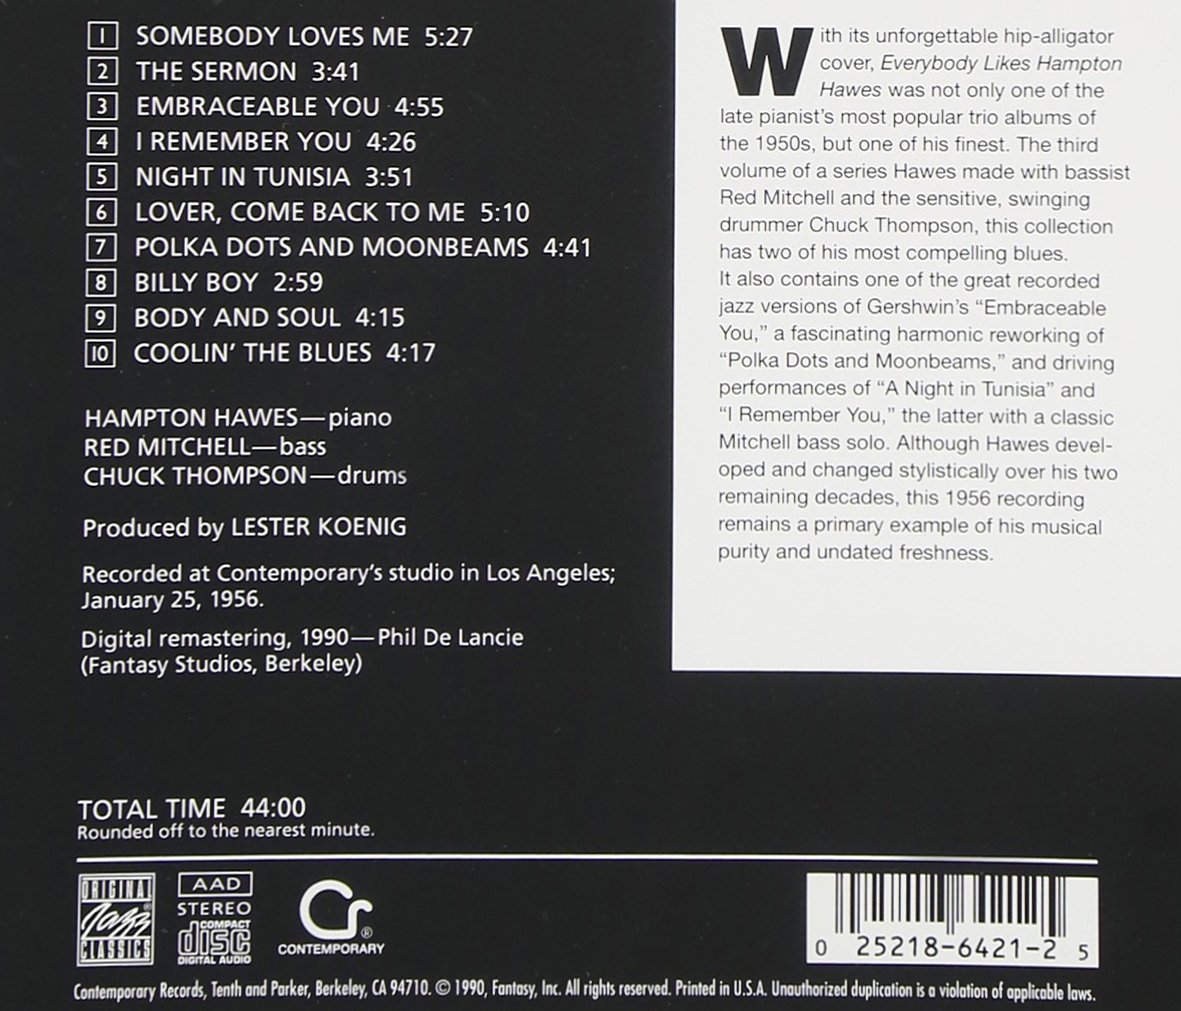 1 SOMEBODY LOVES ME 5:27
2 THE SERMON 3:41
3 EMBRACEABLE YOU 4:55
4 I REMEMBER YOU 4:26
5 NIGHT IN TUNISIA 3:51
6 LOVER, COME BACK TO ME 5:10
7 POLKA DOTS AND MOONBEAMS 4:41
8 BILLY BOY 2:59
9 BODY AND SOUL 4:15
10 COOLIN' THE BLUES 4:17
HAMPTON HAWES—piano
RED MITCHELL—bass
CHUCK THOMPSON—drums
Produced by LESTER KOENIG
Recorded at Contemporary's studio in Los Angeles;
January 25, 1956.
Digital remastering, 1990—Phil De Lancie
(Fantasy Studios, Berkeley)
With its unforgettable hip-alligator
cover, Everybody Likes Hampton
Hawes was not only one of the
late pianist's most popular trio albums of
the 1950s, but one of his finest. The third
volume of a series Hawes made with bassist
Red Mitchell and the sensitive, swinging
drummer Chuck Thompson, this collection
has two of his most compelling blues.
It also contains one of the great recorded
jazz versions of Gershwin's “Embraceable
You,” a fascinating harmonic reworking of
“Polka Dots and Moonbeams,” and driving
performances of “A Night in Tunisia” and
“I Remember You,” the latter with a classic
Mitchell bass solo. Although Hawes devel-
oped and changed stylistically over his two
remaining decades, this 1956 recording
remains a primary example of his musical
purity and undated freshness.
TOTAL TIME 44:00
Rounded off to the nearest minute.
ORIGINAL
Jazz
CLASSICS
AAD
STEREO
COMPACT
disc
DIGITAL AUDIO
Cr®
CONTEMPORARY
0 25218-6421-2 5
Contemporary Records, Tenth and Parker, Berkeley, CA 94710. © 1990, Fantasy, Inc. All rights reserved. Printed in U.S.A. Unauthorized duplication is a violation of applicable laws.